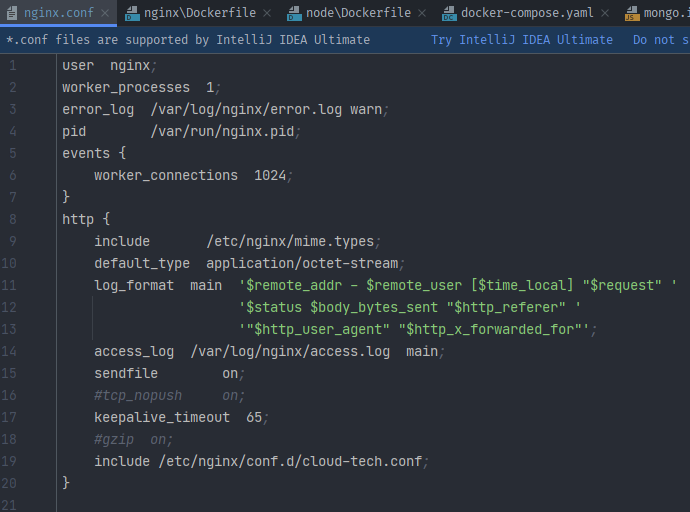 nginx.conf × nginx\Dockerfile × node\Dockerfile × docker-compose.yaml × mongo.i
*.conf files are supported by IntelliJ IDEA Ultimate Try IntelliJ IDEA Ultimate Do not s
1 user  nginx;
2 worker_processes  1;
3 error_log  /var/log/nginx/error.log warn;
4 pid        /var/run/nginx.pid;
5 events {
6     worker_connections  1024;
7 }
8 http {
9     include       /etc/nginx/mime.types;
10     default_type  application/octet-stream;
11     log_format  main  '$remote_addr - $remote_user [$time_local] "$request" '
12                       '$status $body_bytes_sent "$http_referer" '
13                       '"$http_user_agent" "$http_x_forwarded_for"';
14     access_log  /var/log/nginx/access.log  main;
15     sendfile        on;
16     #tcp_nopush     on;
17     keepalive_timeout  65;
18     #gzip  on;
19     include /etc/nginx/conf.d/cloud-tech.conf;
20 }
21